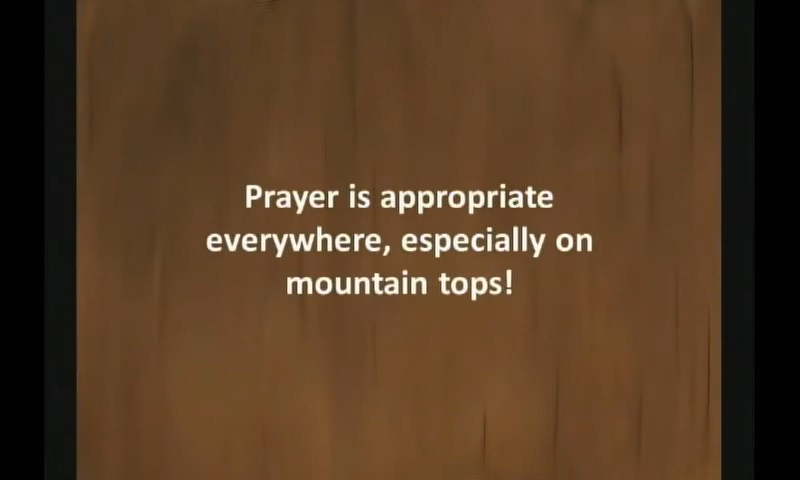 Prayer is appropriate
everywhere, especially on
mountain tops!